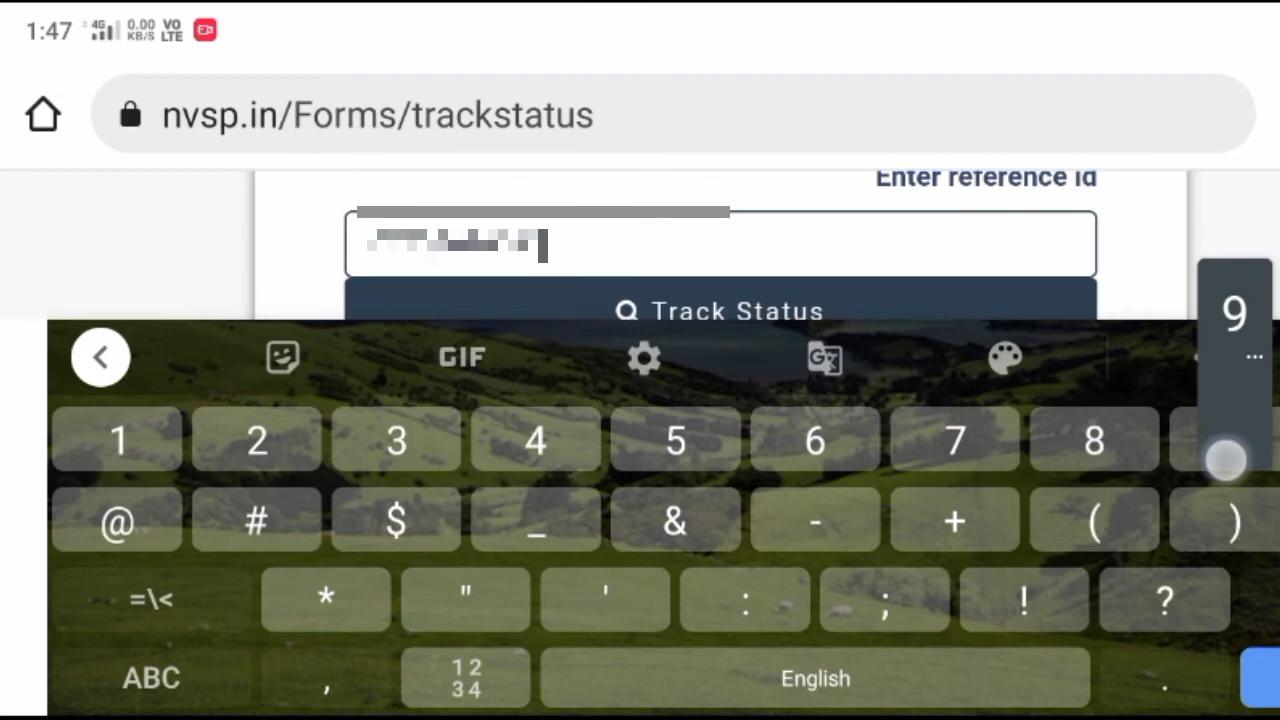 1:47 4G 0.00 KB/S VO LTE
nvsp.in/Forms/trackstatus
Enter reference id
Track Status
9
GIF
1 2 3 4 5 6 7 8
@ # $ _ & - + ( )
=\< * " ' : ; ! ?
ABC , 12 34 English .